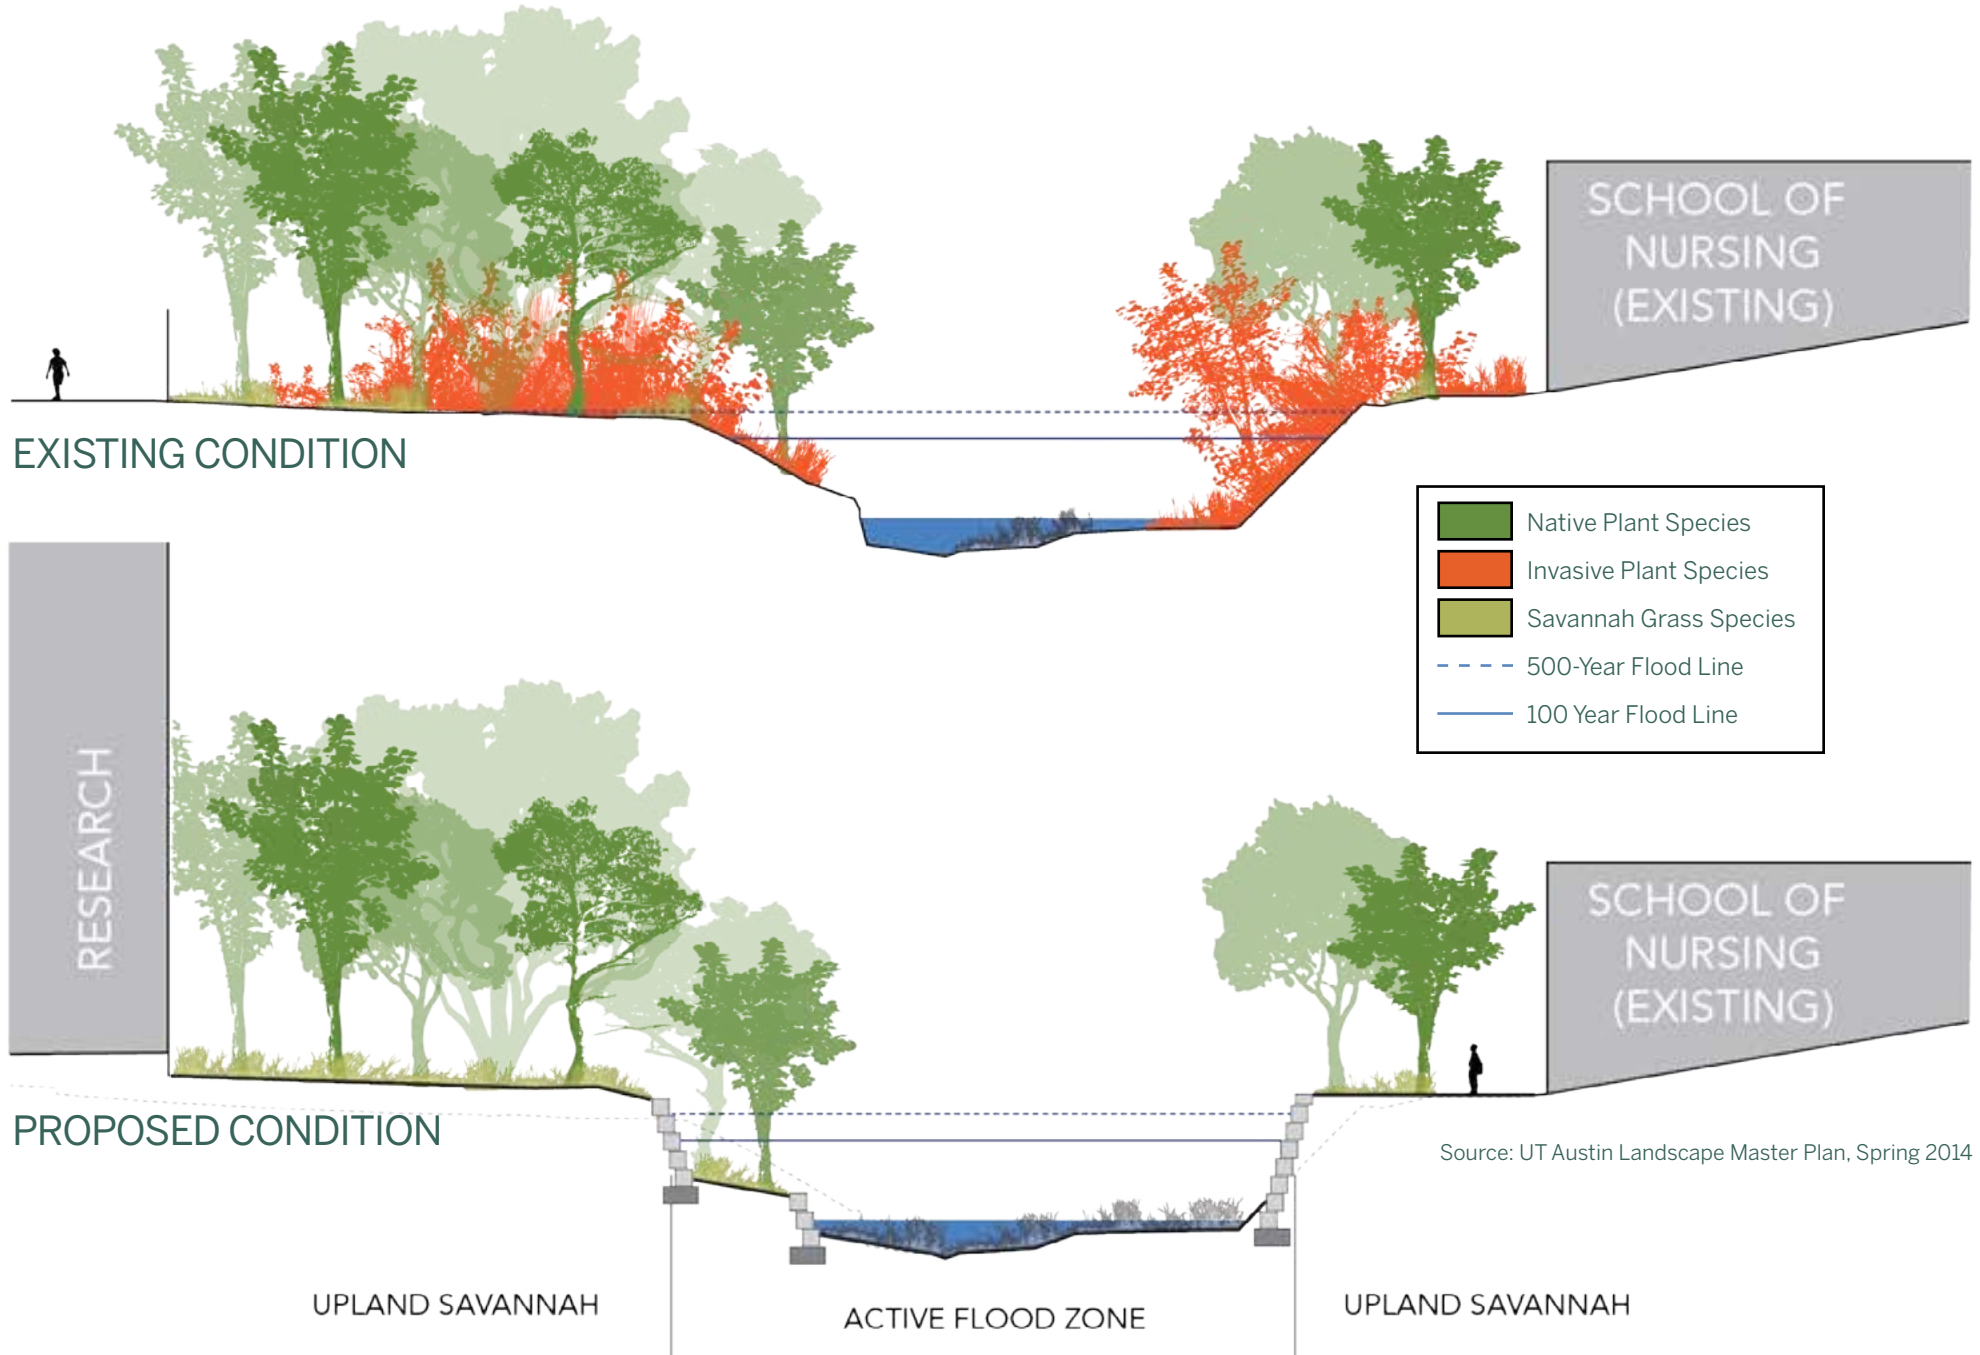 SCHOOL OF
NURSING
(EXISTING)
EXISTING CONDITION
Native Plant Species
Invasive Plant Species
Savannah Grass Species
500-Year Flood Line
100 Year Flood Line
RESEARCH
SCHOOL OF
NURSING
(EXISTING)
PROPOSED CONDITION
Source: UT Austin Landscape Master Plan, Spring 2014
UPLAND SAVANNAH
ACTIVE FLOOD ZONE
UPLAND SAVANNAH